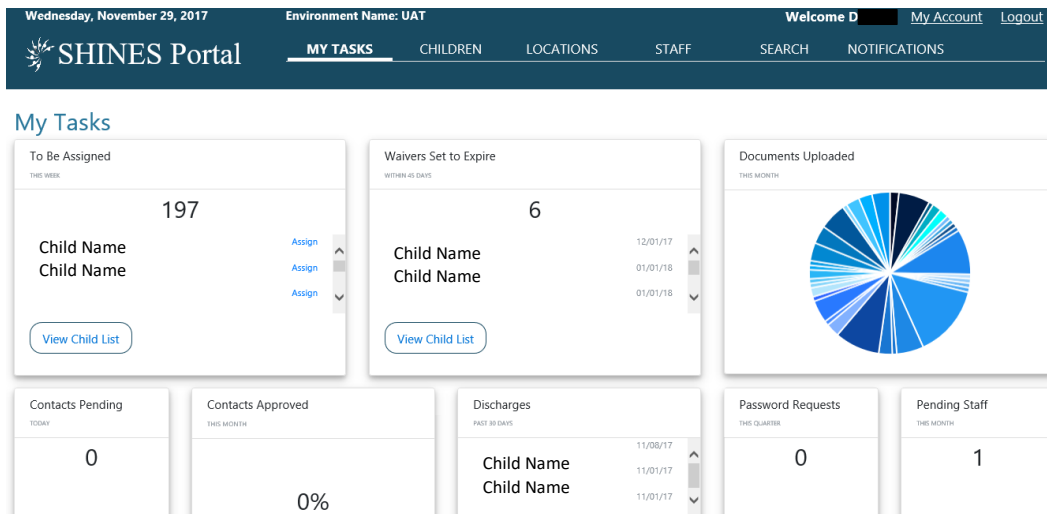 Wednesday, November 29, 2017 Environment Name: UAT Welcome D My Account Logout
SHINES Portal MY TASKS CHILDREN LOCATIONS STAFF SEARCH NOTIFICATIONS
My Tasks
To Be Assigned
THIS WEEK
197
Child Name Assign
Child Name Assign
Assign
View Child List
Waivers Set to Expire
WITHIN 45 DAYS
6
Child Name 12/01/17
Child Name 01/01/18
01/01/18
View Child List
Documents Uploaded
THIS MONTH
Contacts Pending
TODAY
0
Contacts Approved
THIS MONTH
0%
Discharges
PAST 30 DAYS
11/08/17
Child Name 11/01/17
Child Name 11/01/17
Password Requests
THIS QUARTER
0
Pending Staff
THIS MONTH
1